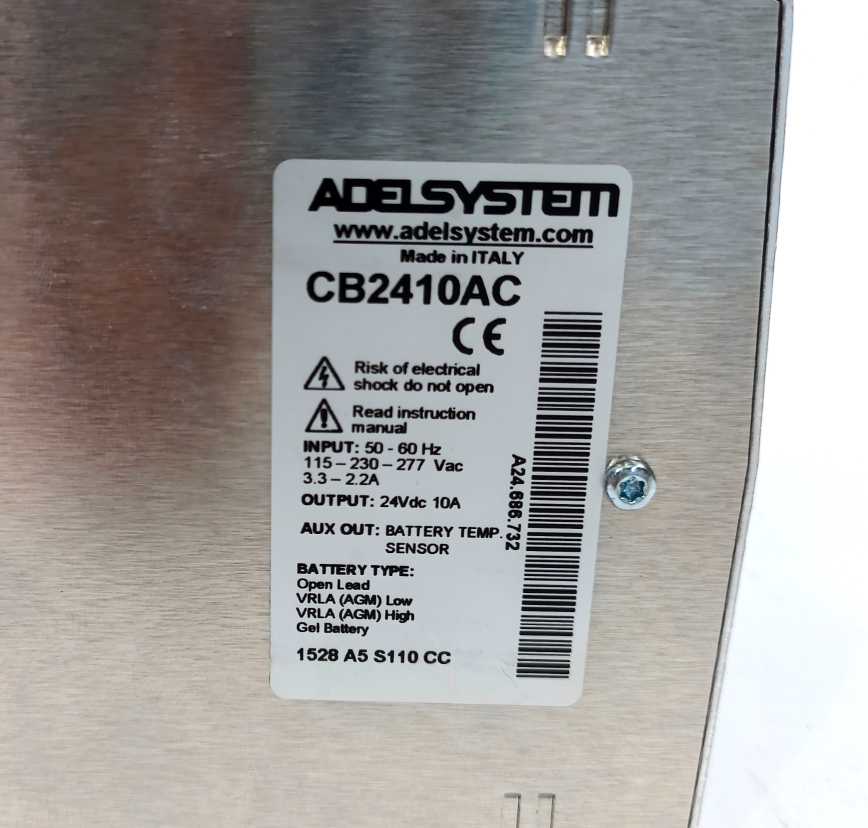 ADELSYSTEM
www.adelsystem.com
Made in ITALY
CB2410AC
CE
Risk of electrical
shock do not open
Read instruction
manual
INPUT: 50 - 60 Hz
115 – 230 – 277 Vac
3.3 – 2.2A
OUTPUT: 24Vdc 10A
AUX OUT: BATTERY TEMP.
SENSOR
BATTERY TYPE:
Open Lead
VRLA (AGM) Low
VRLA (AGM) High
Gel Battery
1528 A5 S110 CC
A24.686.732